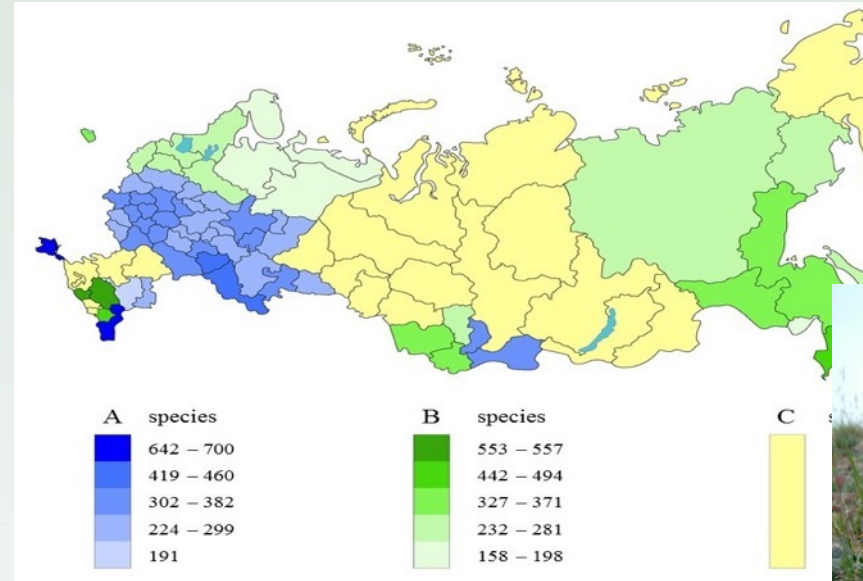 A species
642 – 700
419 – 460
302 – 382
224 – 299
191
B species
553 – 557
442 – 494
327 – 371
232 – 281
158 – 198
C